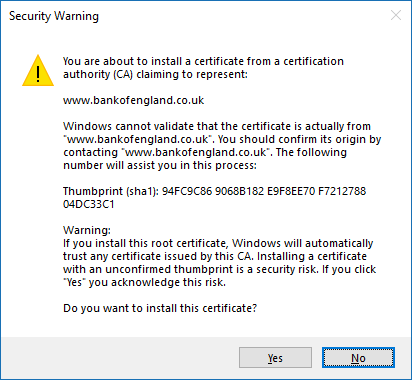 Security Warning
You are about to install a certificate from a certification
authority (CA) claiming to represent:
www.bankofengland.co.uk
Windows cannot validate that the certificate is actually from
"www.bankofengland.co.uk". You should confirm its origin by
contacting "www.bankofengland.co.uk". The following
number will assist you in this process:
Thumbprint (sha1): 94FC9C86 9068B182 E9F8EE70 F7212788
04DC33C1
Warning:
If you install this root certificate, Windows will automatically
trust any certificate issued by this CA. Installing a certificate
with an unconfirmed thumbprint is a security risk. If you click
"Yes" you acknowledge this risk.
Do you want to install this certificate?
Yes No